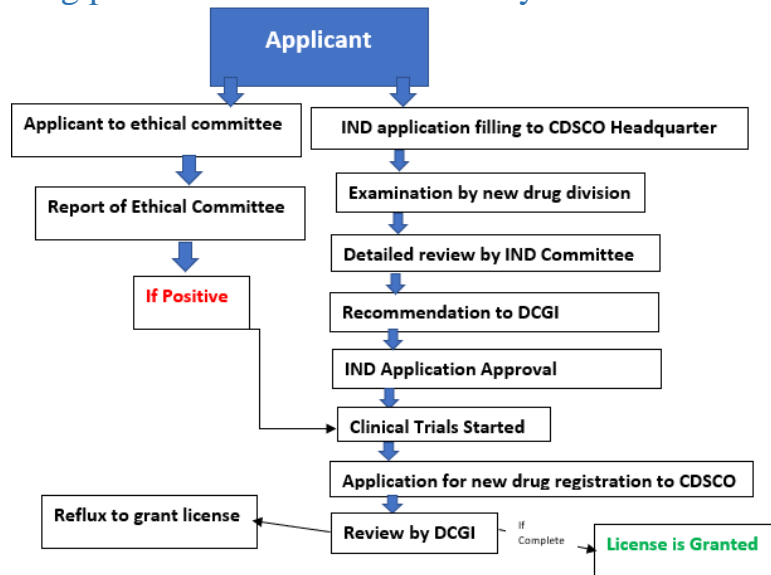 Applicant
Applicant to ethical committee
IND application filling to CDSCO Headquarter
Report of Ethical Committee
Examination by new drug division
Detailed review by IND Committee
If Positive
Recommendation to DCGI
IND Application Approval
Clinical Trials Started
Application for new drug registration to CDSCO
Reflux to grant license
Review by DCGI
If
Complete
License is Granted